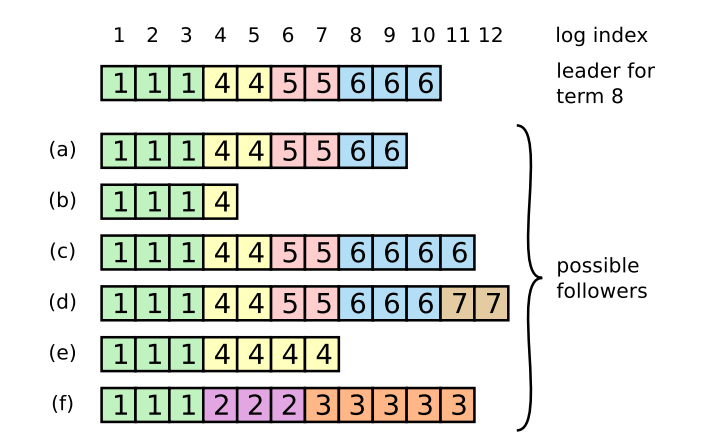 1 2 3 4 5 6 7 8 9 10 11 12 log index
1 1 1 4 4 5 5 6 6 6 leader for
term 8
(a) 1 1 1 4 4 5 5 6 6
(b) 1 1 1 4
(c) 1 1 1 4 4 5 5 6 6 6 6
possible
followers
(d) 1 1 1 4 4 5 5 6 6 6 7 7
(e) 1 1 1 4 4 4 4
(f) 1 1 1 2 2 2 3 3 3 3 3